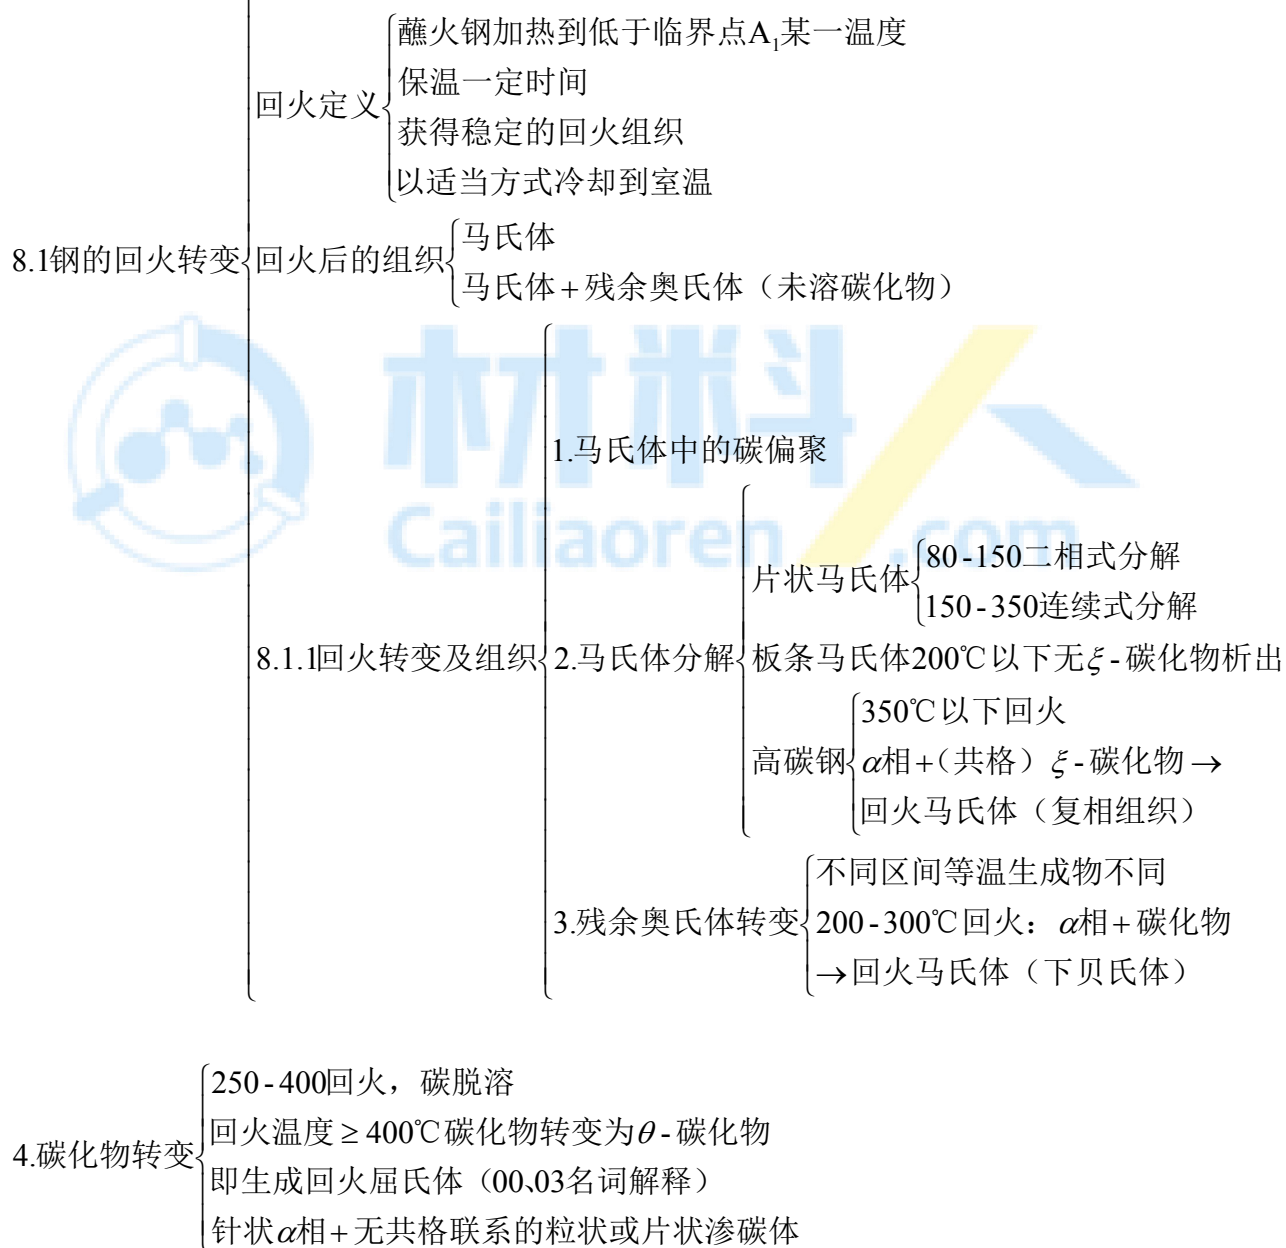 回火定义
蘸火钢加热到低于临界点A₁某一温度
保温一定时间
获得稳定的回火组织
以适当方式冷却到室温
8.1钢的回火转变
回火后的组织
马氏体
马氏体+残余奥氏体（未溶碳化物）
材料人
Cailiaoren.com
8.1.1回火转变及组织
1.马氏体中的碳偏聚
2.马氏体分解
片状马氏体
80-150二相式分解
150-350连续式分解
板条马氏体200℃以下无ξ-碳化物析出
高碳钢
350℃以下回火
α相+（共格）ξ-碳化物→
回火马氏体（复相组织）
3.残余奥氏体转变
不同区间等温生成物不同
200-300℃回火：α相+碳化物
→回火马氏体（下贝氏体）
4.碳化物转变
250-400回火，碳脱溶
回火温度≥400℃碳化物转变为θ-碳化物
即生成回火屈氏体（00、03名词解释）
针状α相+无共格联系的粒状或片状渗碳体